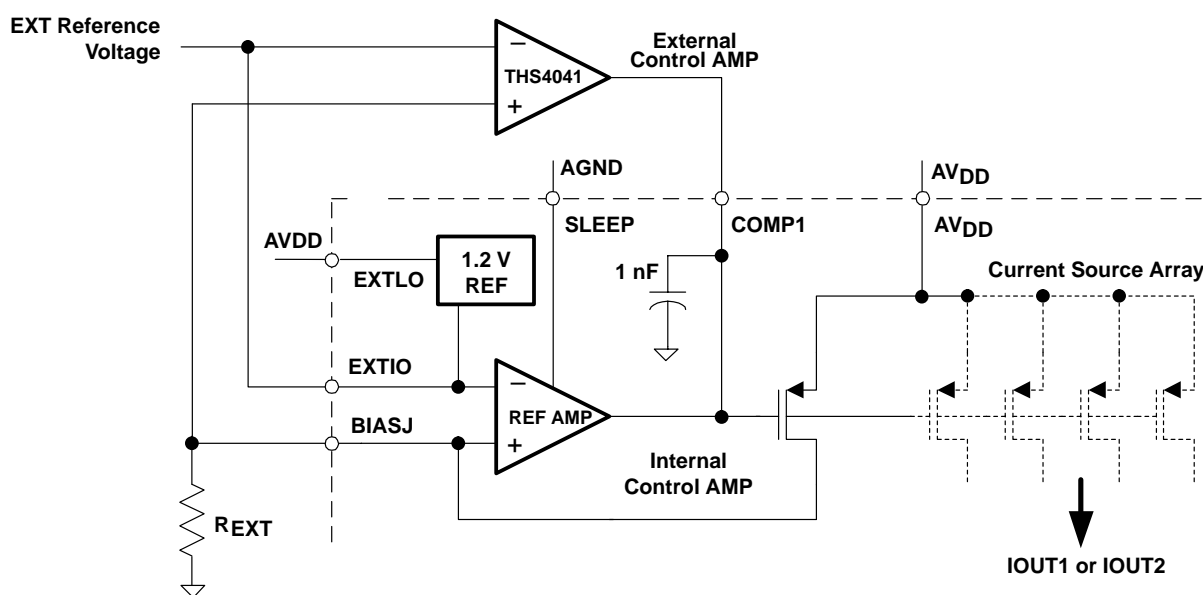 EXT Reference
Voltage
−
THS4041
+
External
Control AMP
AGND
AVDD
SLEEP
COMP1
AVDD
AVDD
EXTLO
1.2 V
REF
1 nF
Current Source Array
EXTIO
−
REF AMP
+
BIASJ
Internal
Control AMP
REXT
IOUT1 or IOUT2